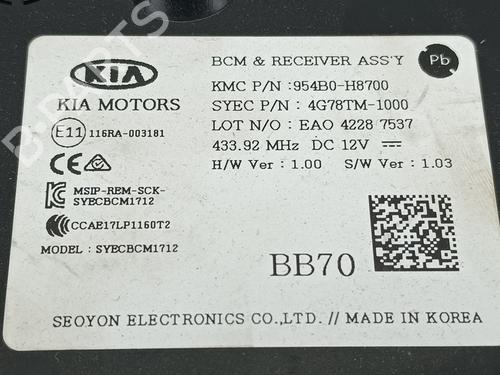 BCM & RECEIVER ASS'Y
Pb
KIA
KIA MOTORS
KMC P/N : 954B0-H8700
SYEC P/N : 4G78TM-1000
LOT N/O : EAO 4228 7537
433.92 MHz DC 12V
H/W Ver : 1.00 S/W Ver : 1.03
E11 116RA-003181
CE
MSIP-REM-SCK-
SYECBCM1712
CCAE17LP1160T2
MODEL : SYECBCM1712
BB70
SEOYON ELECTRONICS CO.,LTD. // MADE IN KOREA
B-PARTS